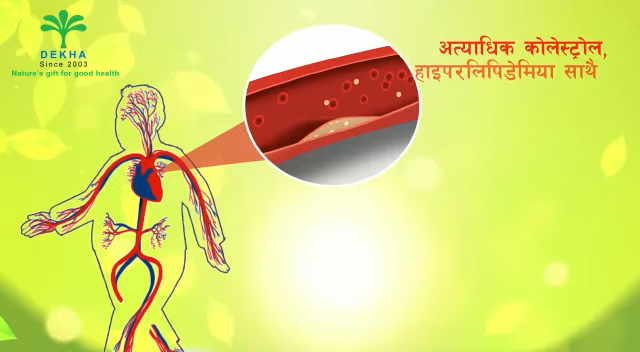 DEKHA
Since 2003
Nature's gift for good health
अत्याधिक कोलेस्ट्रोल,
हाइपरलिपिडेमिया साथै